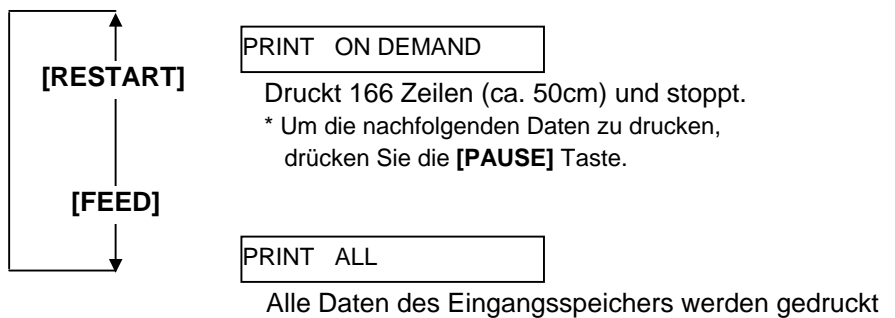 PRINT ON DEMAND
[RESTART]
Druckt 166 Zeilen (ca. 50cm) und stoppt.
* Um die nachfolgenden Daten zu drucken,
drücken Sie die [PAUSE] Taste.
[FEED]
PRINT ALL
Alle Daten des Eingangsspeichers werden gedruckt